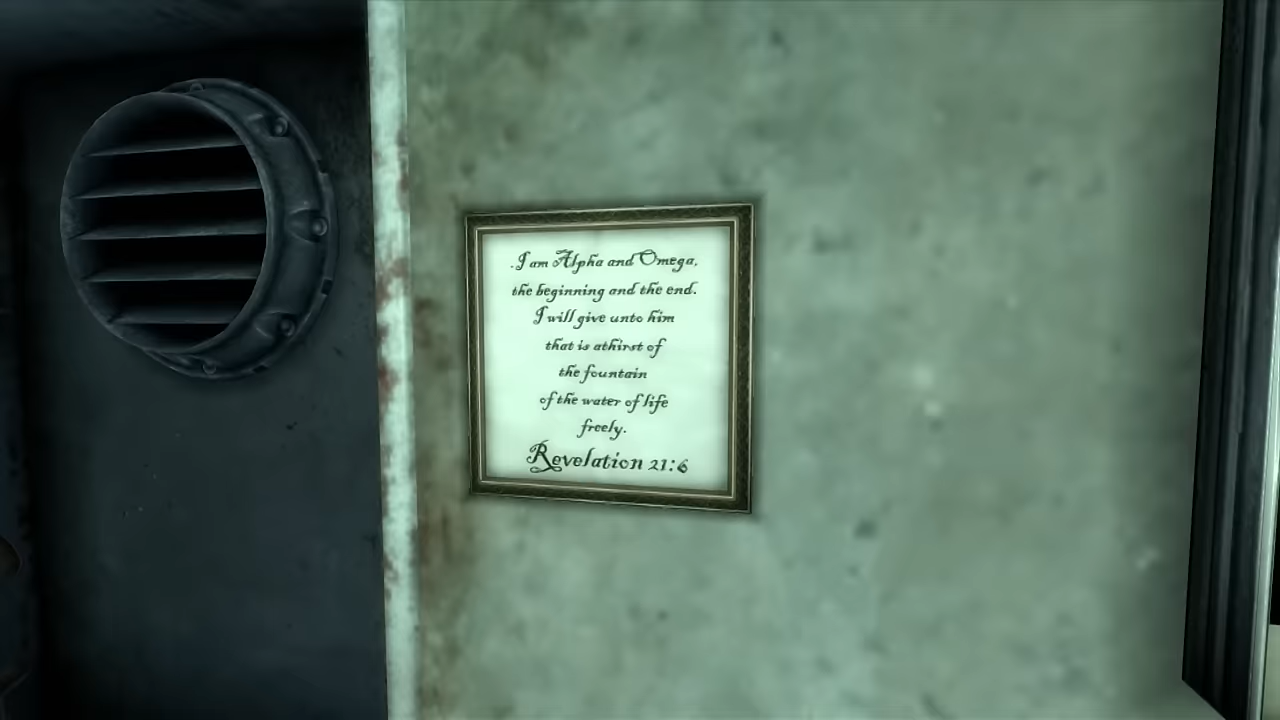 .I am Alpha and Omega,
the beginning and the end.
I will give unto him
that is athirst of
the fountain
of the water of life
freely.
Revelation 21:6